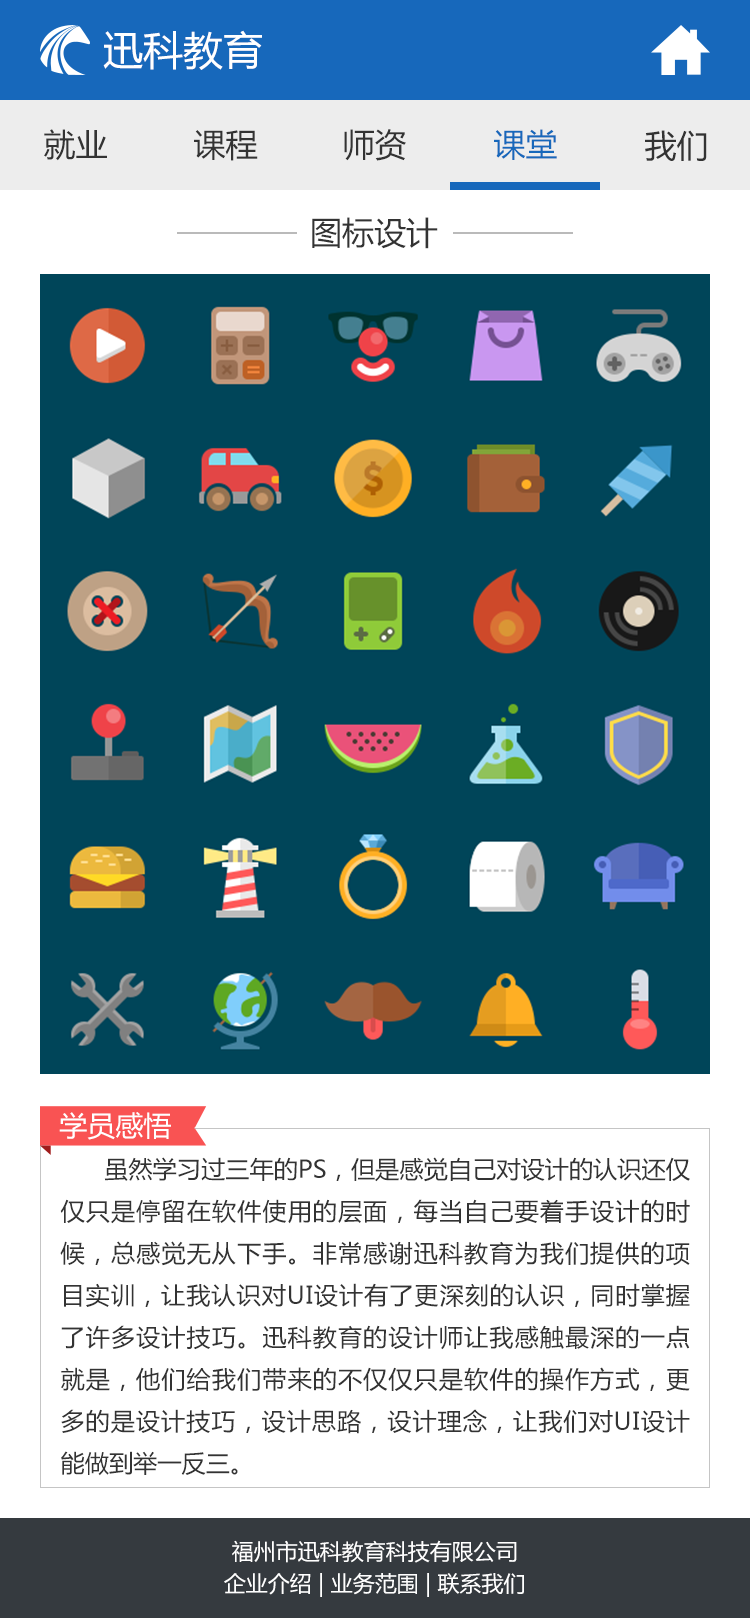 迅科教育
就业 课程 师资 课堂 我们
图标设计
$
学员感悟
虽然学习过三年的PS，但是感觉自己对设计的认识还仅
仅只是停留在软件使用的层面，每当自己要着手设计的时
候，总感觉无从下手。非常感谢迅科教育为我们提供的项
目实训，让我认识对UI设计有了更深刻的认识，同时掌握
了许多设计技巧。迅科教育的设计师让我感触最深的一点
就是，他们给我们带来的不仅仅只是软件的操作方式，更
多的是设计技巧，设计思路，设计理念，让我们对UI设计
能做到举一反三。
福州市迅科教育科技有限公司
企业介绍 | 业务范围 | 联系我们